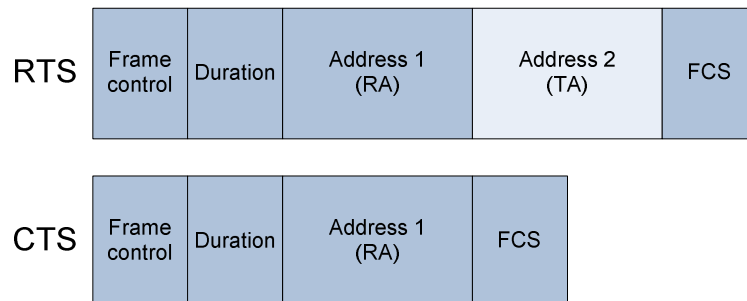 RTS
Frame
control
Duration
Address 1
(RA)
Address 2
(TA)
FCS
CTS
Frame
control
Duration
Address 1
(RA)
FCS